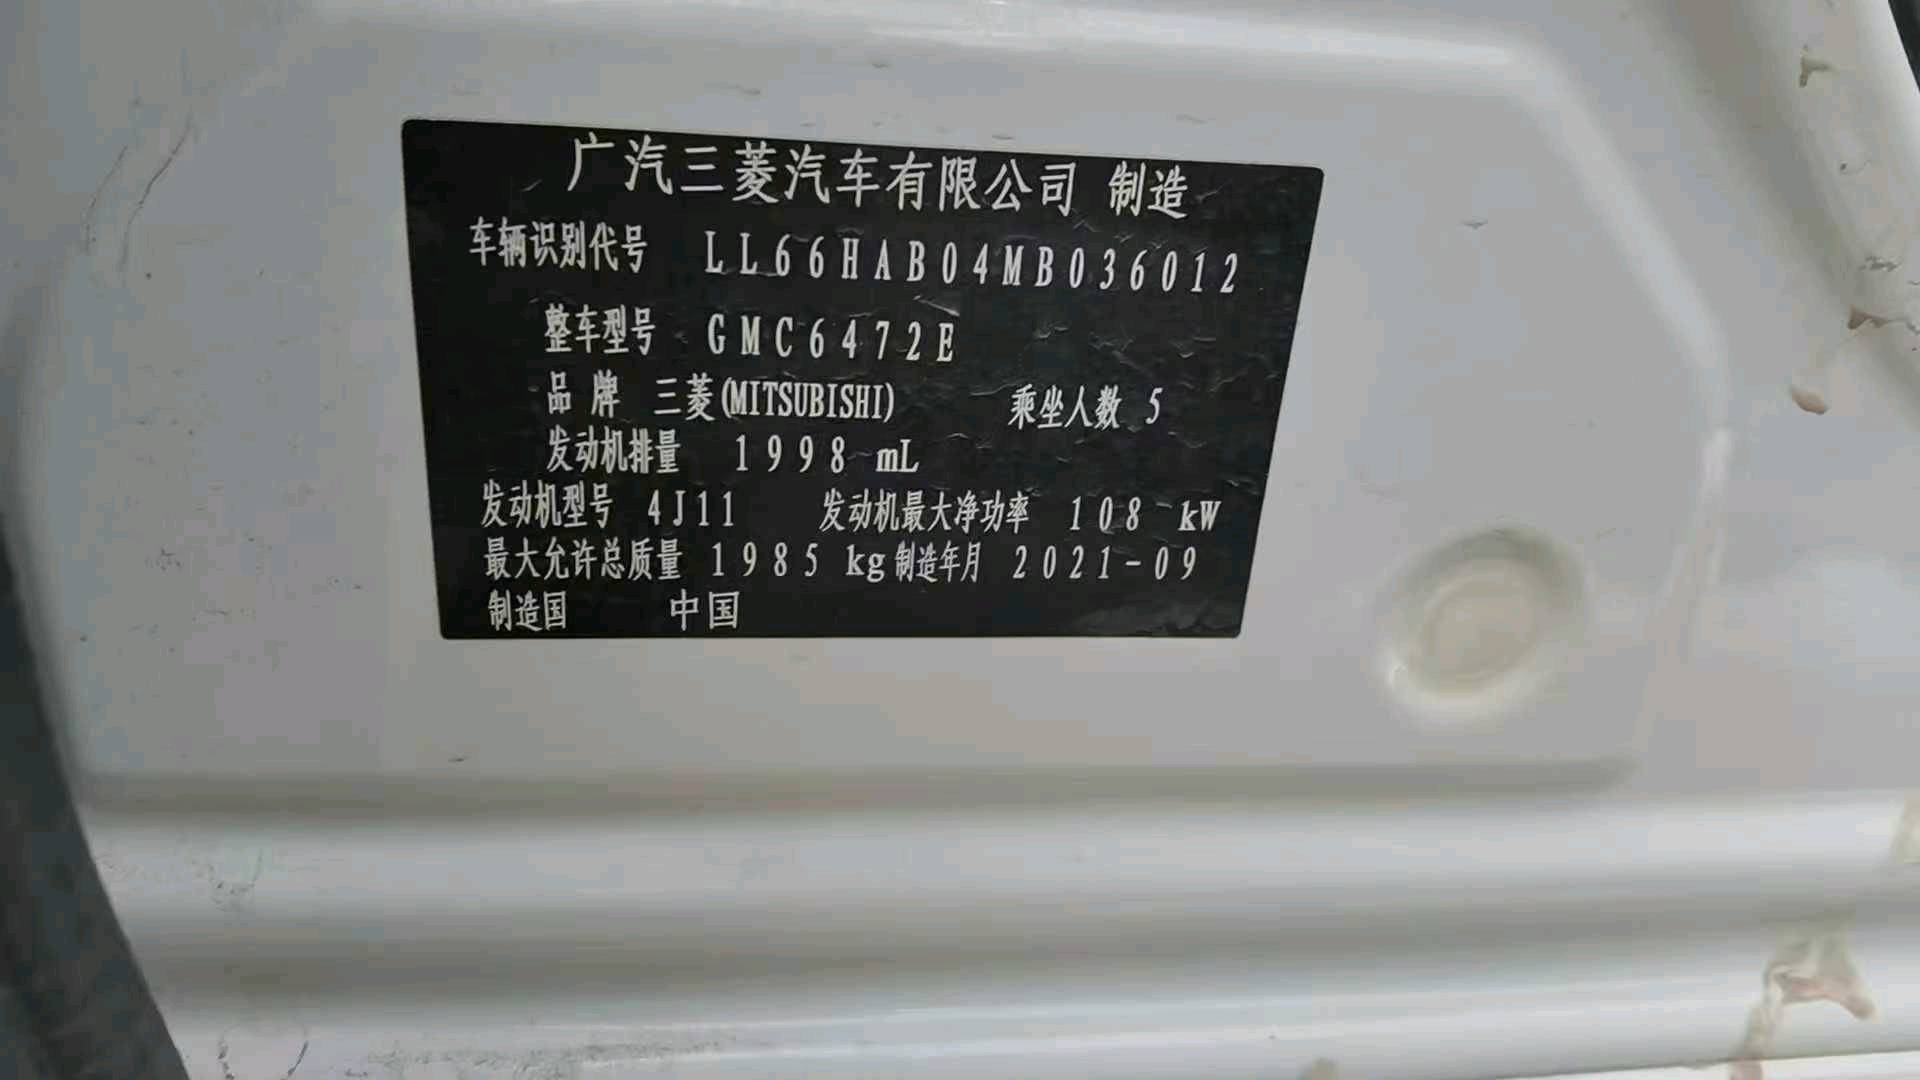 广汽三菱汽车有限公司 制造
车辆识别代号 LL66HAB04MB036012
整车型号 GMC6472E
品牌 三菱(MITSUBISHI) 乘坐人数 5
发动机排量 1998 mL
发动机型号 4J11 发动机最大净功率 108 kW
最大允许总质量 1985 kg 制造年月 2021-09
制造国 中国